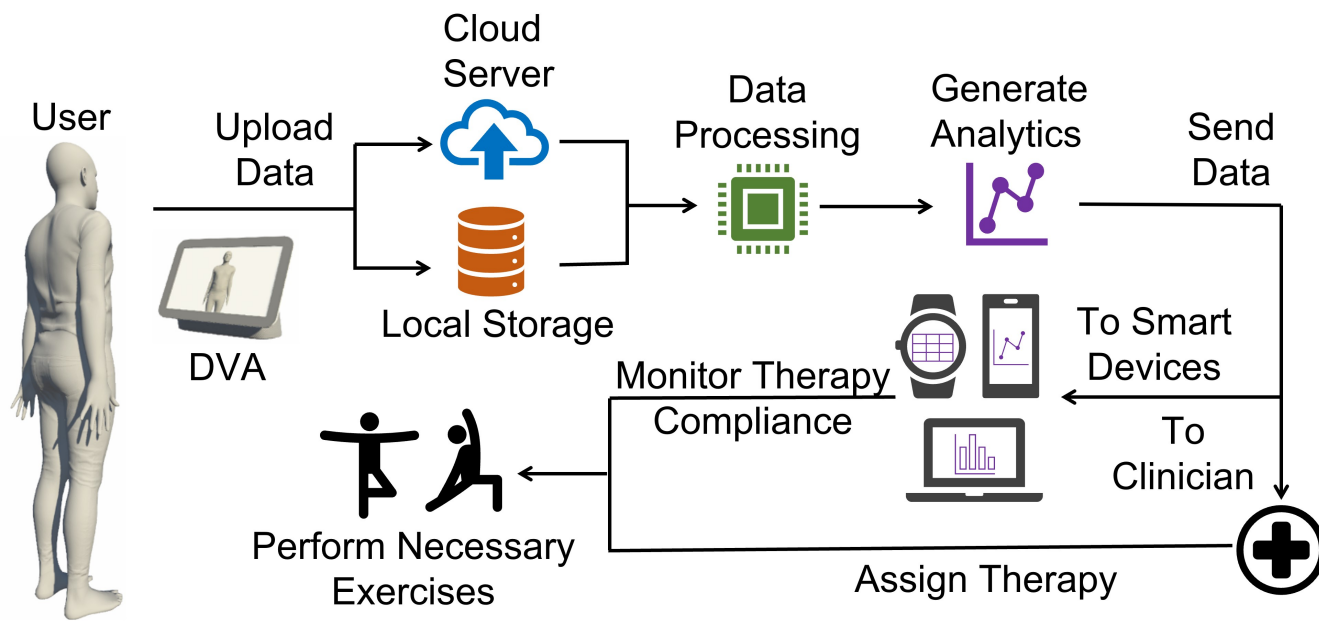 User
DVA
Upload
Data
Cloud
Server
Local Storage
Data
Processing
Generate
Analytics
Send
Data
To Smart
Devices
To
Clinician
Monitor Therapy
Compliance
Assign Therapy
Perform Necessary
Exercises